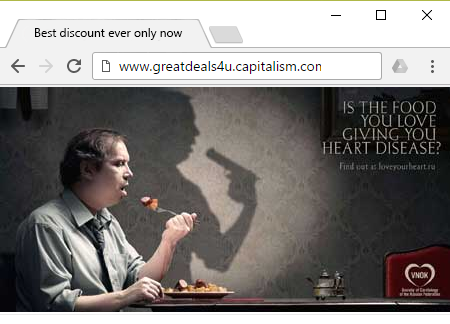 Best discount ever only now
www.greatdeals4u.capitalism.con
IS THE FOOD
YOU LOVE
GIVING YOU
HEART DISEASE?
Find out at loveyourheart.ru
VNOK
Society of Cardiology
of the Russian Federation